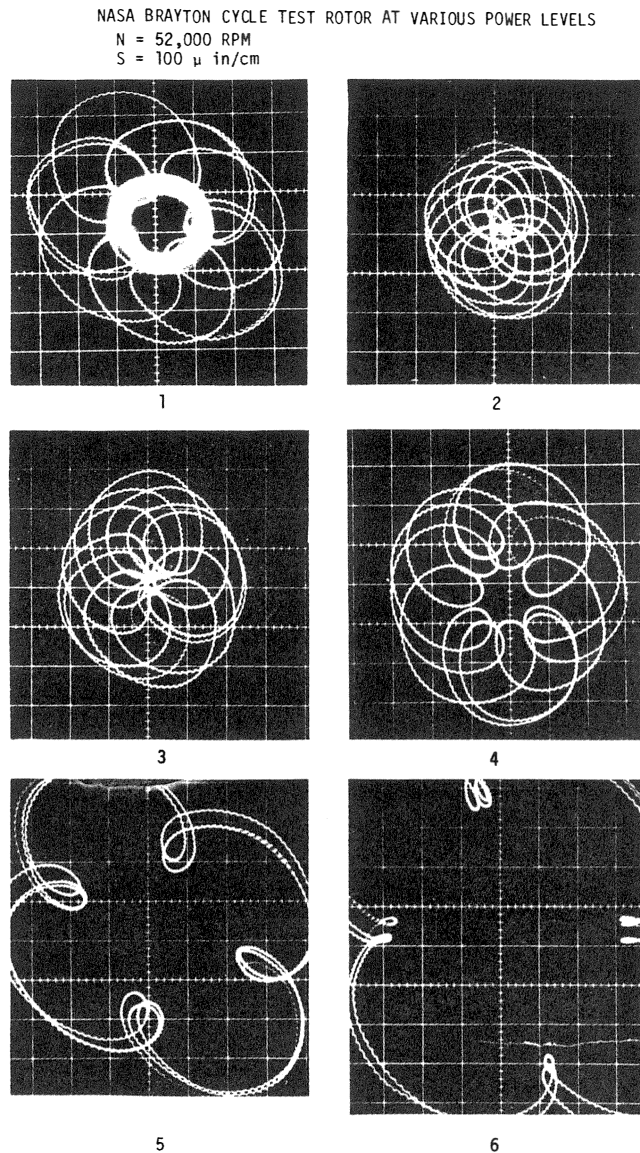 NASA BRAYTON CYCLE TEST ROTOR AT VARIOUS POWER LEVELS
N = 52,000 RPM
S = 100 μ in/cm
1
2
3
4
5
6